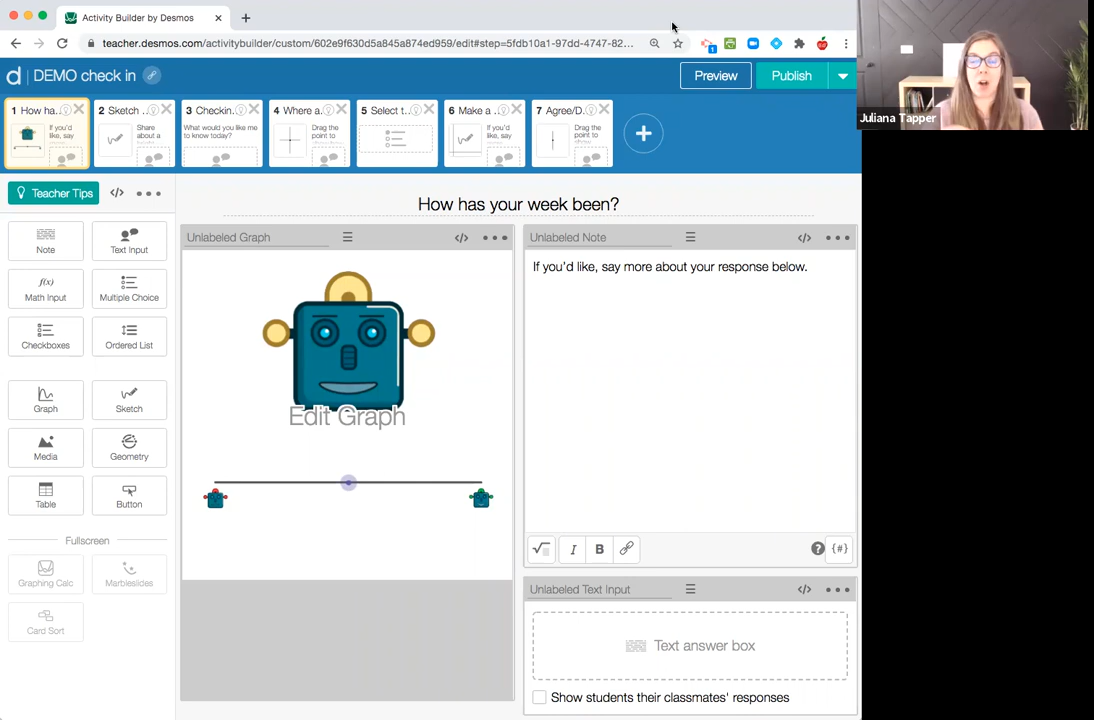 Activity Builder by Desmos
teacher.desmos.com/activitybuilder/custom/602e9f630d5a845a874ed959/edit#step=5fdb10a1-97dd-4747-82...
1
d | DEMO check in
Preview
Publish
1 How ha...
If you'd like, say
2 Sketch
Share about a
3 Checkin...
What would you like me to know today?
4 Where a...
Drag the point to
5 Select t...
6 Make a ...
If you'd like, say
7 Agree/D...
Drag the point to
Juliana Tapper
Teacher Tips
</>
How has your week been?
Note
Text Input
f(x)
Math Input
Multiple Choice
Checkboxes
Ordered List
Graph
Sketch
Media
Geometry
Table
Button
Fullscreen
Graphing Calc
Marbleslides
Card Sort
Unlabeled Graph
</>
Edit Graph
Unlabeled Note
</>
If you'd like, say more about your response below.
I
B
?
{#}
Unlabeled Text Input
</>
Text answer box
Show students their classmates' responses